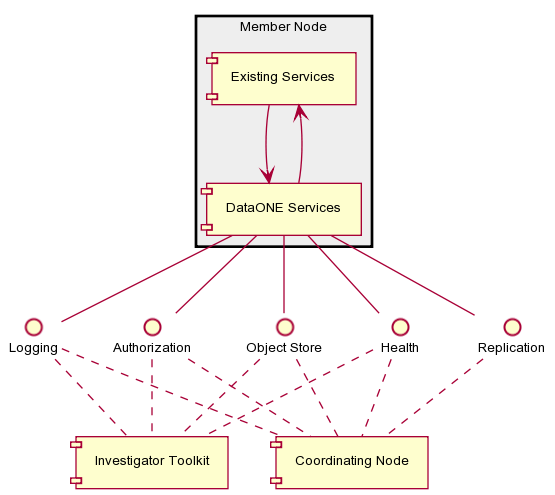 Member Node
Existing Services
DataONE Services
Logging
Authorization
Object Store
Health
Replication
Investigator Toolkit
Coordinating Node